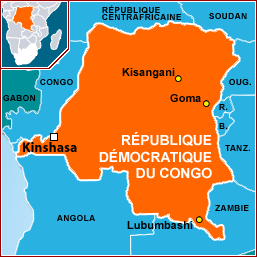 RÉPUBLIQUE
CENTRAFRICAINE
SOUDAN
CONGO
Kisangani
OUG.
GABON
Goma
R.
B.
Kinshasa
RÉPUBLIQUE
DÉMOCRATIQUE
DU CONGO
TANZ.
ANGOLA
ZAMBIE
Lubumbashi